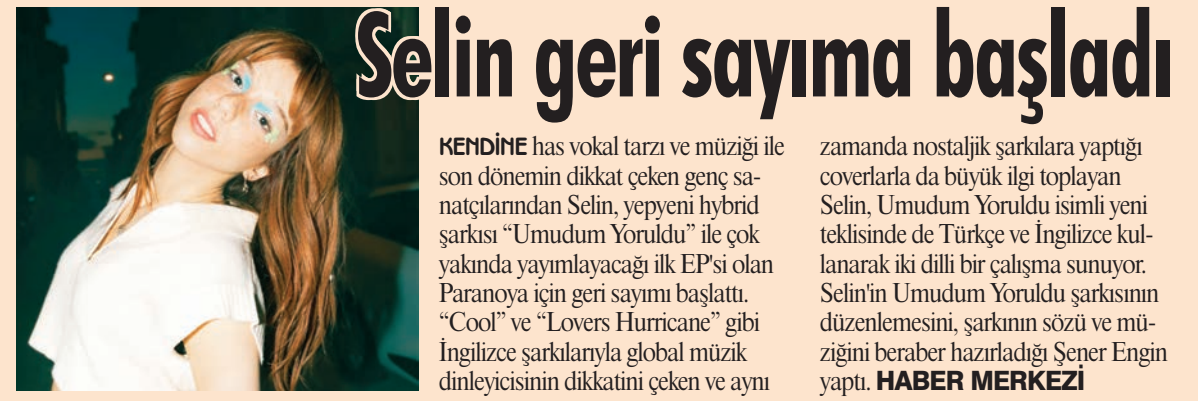 Selin geri sayıma başladı
KENDİNE has vokal tarzı ve müziği ile
son dönemin dikkat çeken genç sa-
natçılarından Selin, yepyeni hybrid
şarkısı “Umudum Yoruldu” ile çok
yakında yayımlayacağı ilk EP'si olan
Paranoya için geri sayımı başlattı.
“Cool” ve “Lovers Hurricane” gibi
İngilizce şarkılarıyla global müzik
dinleyicisinin dikkatini çeken ve aynı
zamanda nostaljik şarkılara yaptığı
coverlarla da büyük ilgi toplayan
Selin, Umudum Yoruldu isimli yeni
teklisinde de Türkçe ve İngilizce kul-
lanarak iki dilli bir çalışma sunuyor.
Selin'in Umudum Yoruldu şarkısının
düzenlemesini, şarkının sözü ve mü-
ziğini beraber hazırladığı Şener Engin
yaptı. HABER MERKEZİ